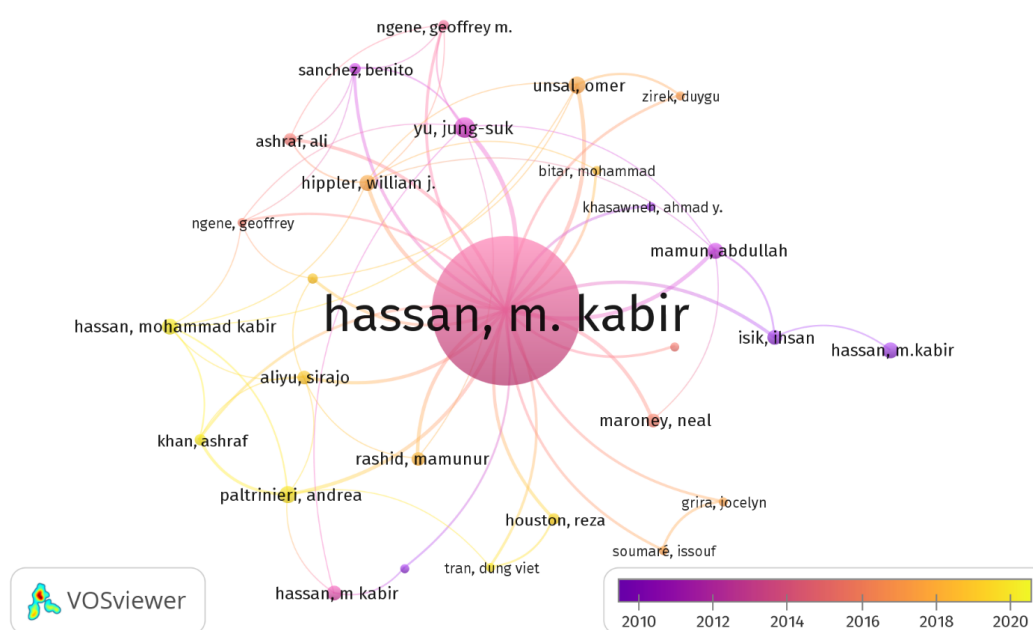 ngene, geoffrey m.
sanchez, benito
unsal, omer
zirek, duygu
yu, jung-suk
ashraf, ali
bitar, mohammad
hippler, william j.
khasawneh, ahmad y.
ngene, geoffrey
mamun, abdullah
hassan, m. kabir
hassan, mohammad kabir
isik, ihsan
hassan, m.kabir
aliyu, sirajo
maroney, neal
khan, ashraf
rashid, mamunur
paltrinieri, andrea
grira, jocelyn
houston, reza
soumaré, issouf
tran, dung viet
hassan, m kabir
VOSviewer
2010 2012 2014 2016 2018 2020